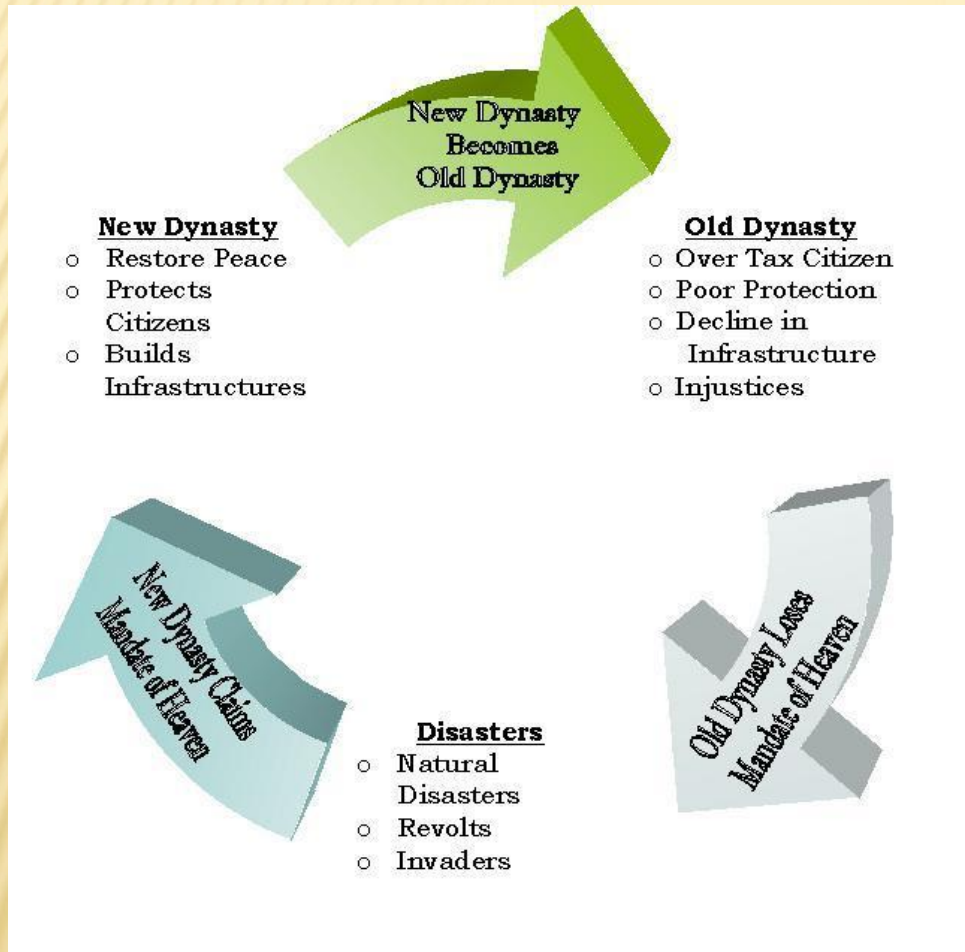 New Dynasty
Becomes
Old Dynasty
New Dynasty
o Restore Peace
o Protects
Citizens
o Builds
Infrastructures
Old Dynasty
o Over Tax Citizen
o Poor Protection
o Decline in
Infrastructure
o Injustices
Old Dynasty Loses
Mandate of Heaven
Disasters
o Natural
Disasters
o Revolts
o Invaders
New Dynasty Claims
Mandate of Heaven